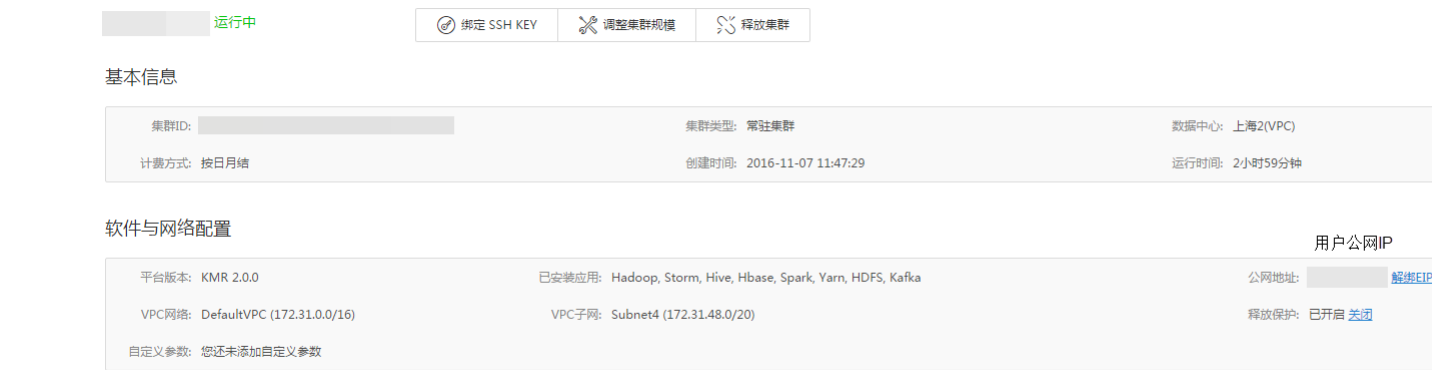 运行中 绑定 SSH KEY 调整集群规模 释放集群
基本信息
集群ID: 集群类型: 常驻集群 数据中心: 上海2(VPC)
计费方式: 按日月结 创建时间: 2016-11-07 11:47:29 运行时间: 2小时59分钟
软件与网络配置
用户公网IP
平台版本: KMR 2.0.0 已安装应用: Hadoop, Storm, Hive, Hbase, Spark, Yarn, HDFS, Kafka 公网地址: 解绑EIP
VPC网络: DefaultVPC (172.31.0.0/16) VPC子网: Subnet4 (172.31.48.0/20) 释放保护: 已开启 关闭
自定义参数: 您还未添加自定义参数